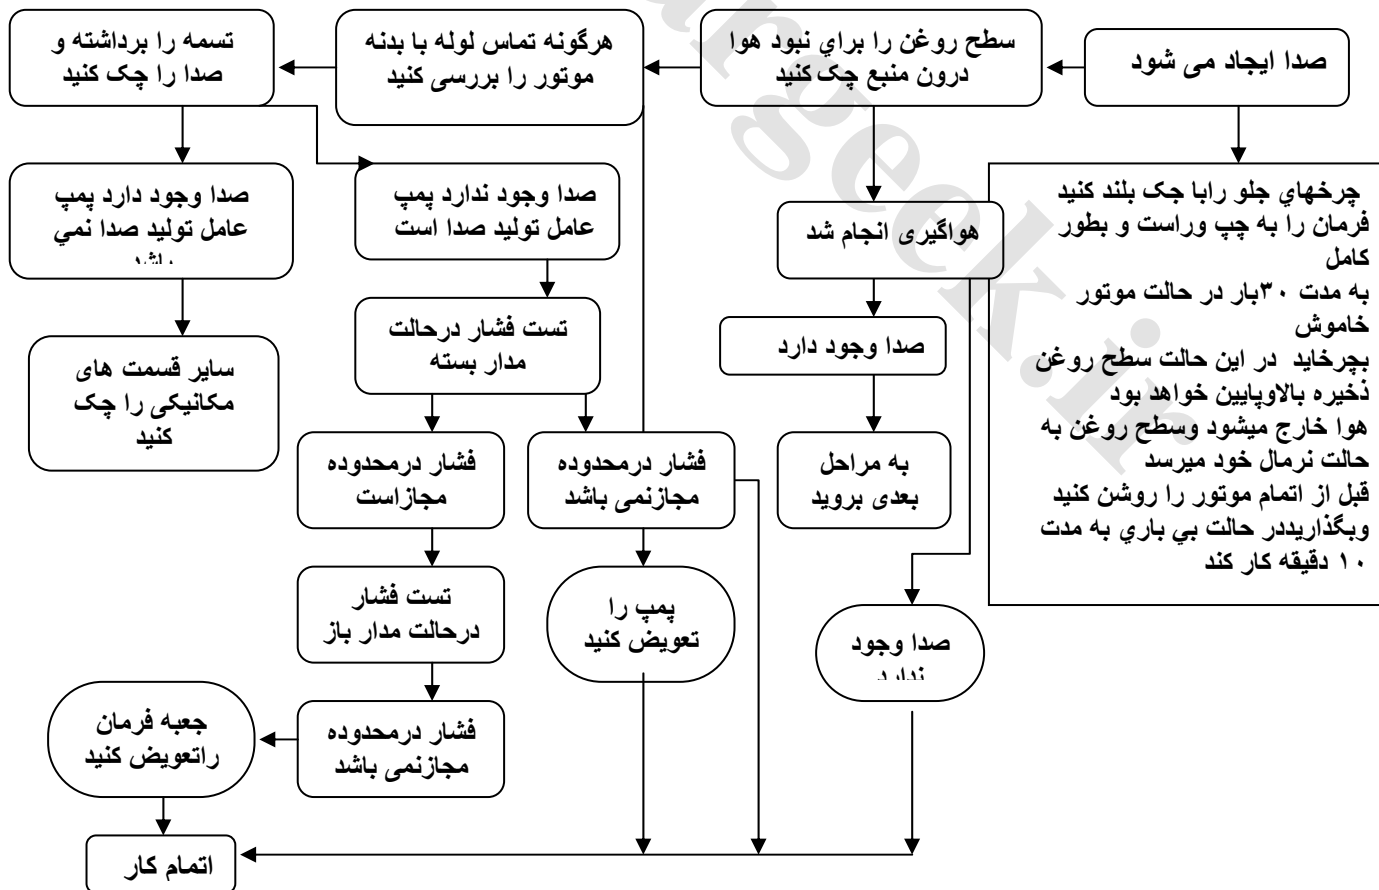 صدا ایجاد می شود
سطح روغن را براي نبود هوا
درون منبع چک کنید
هرگونه تماس لوله با بدنه
موتور را بررسی کنید
تسمه را برداشته و
صدا را چک کنید
چرخهاي جلو رابا جک بلند کنید
فرمان را به چپ وراست و بطور
کامل
به مدت ۳۰بار در حالت موتور
خاموش
بچرخاید در این حالت سطح روغن
ذخیره بالاوپایین خواهد بود
هوا خارج میشود وسطح روغن به
حالت نرمال خود میرسد
قبل از اتمام موتور را روشن کنید
وبگذاریددر حالت بي باري به مدت
۱۰ دقیقه کار کند
هواگیری انجام شد
صدا وجود ندارد پمپ
عامل تولید صدا است
صدا وجود دارد پمپ
عامل تولید صدا نمي
باشد
صدا وجود دارد
تست فشار درحالت
مدار بسته
سایر قسمت های
مکانیکی را چک
کنید
به مراحل
بعدی بروید
فشار درمحدوده
مجازنمی باشد
فشار درمحدوده
مجازاست
صدا وجود
ندارد
پمپ را
تعویض کنید
تست فشار
درحالت مدار باز
فشار درمحدوده
مجازنمی باشد
جعبه فرمان
راتعویض کنید
اتمام کار
argeek.ir